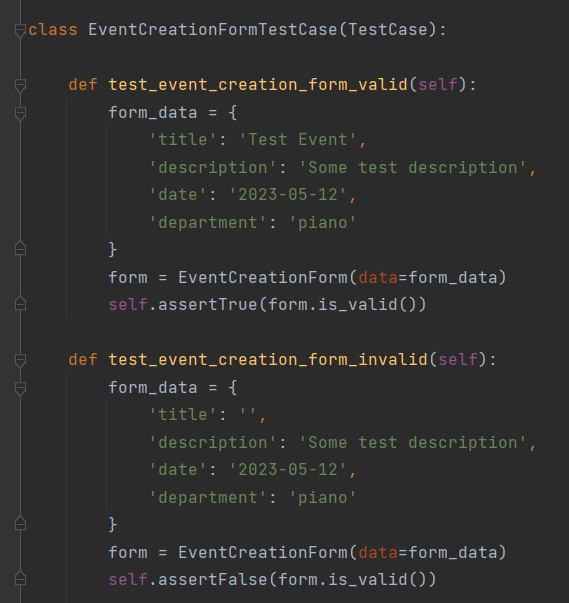 class EventCreationFormTestCase(TestCase):
def test_event_creation_form_valid(self):
form_data = {
'title': 'Test Event',
'description': 'Some test description',
'date': '2023-05-12',
'department': 'piano'
}
form = EventCreationForm(data=form_data)
self.assertTrue(form.is_valid())
def test_event_creation_form_invalid(self):
form_data = {
'title': '',
'description': 'Some test description',
'date': '2023-05-12',
'department': 'piano'
}
form = EventCreationForm(data=form_data)
self.assertFalse(form.is_valid())